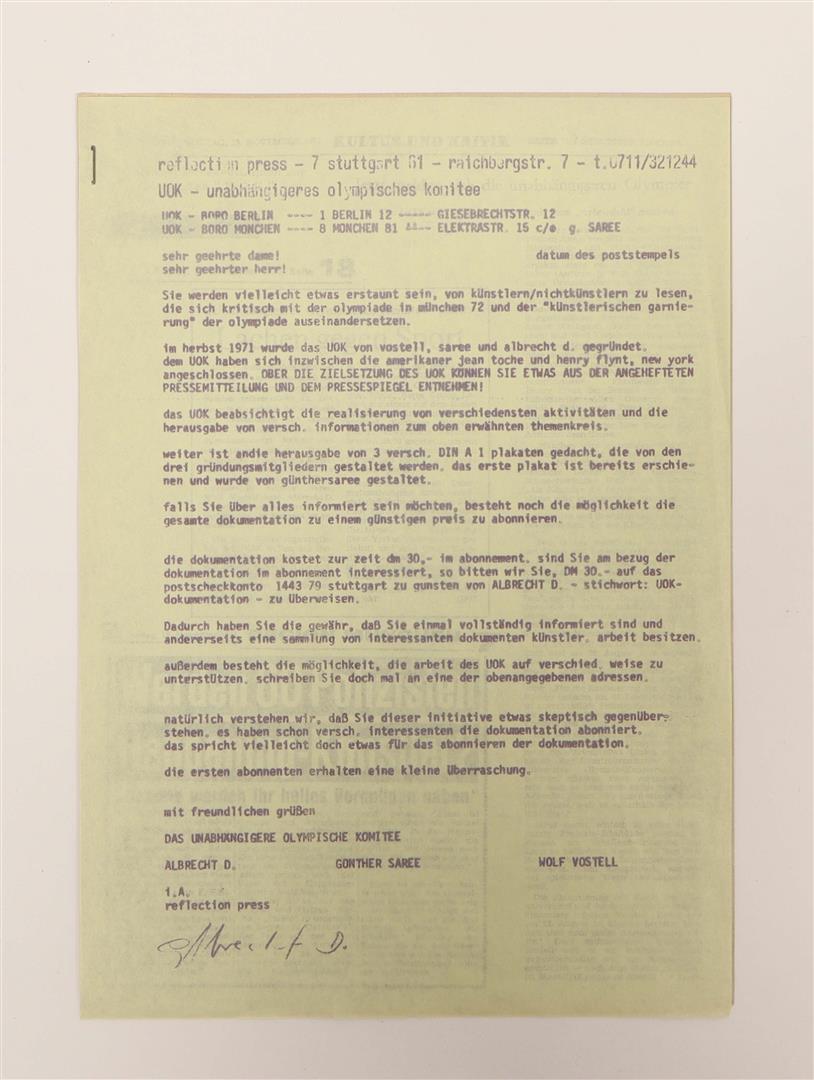 reflection press - 7 stuttgart 61 - raichbergstr. 7 - t.0711/321244
UOK - unabhängigeres olympisches komitee
UOK - BORO BERLIN ---- 1 BERLIN 12 ----- GIESEBRECHTSTR. 12
UOK - BORO MONCHEN ---- 8 MONCHEN 81 ---- ELEKTRASTR. 15 c/o g. SAREE
sehr geehrte dame! datum des poststempels
sehr geehrter herr!
Sie werden vielleicht etwas erstaunt sein, von künstlern/nichtkünstlern zu lesen,
die sich kritisch mit der olympiade in münchen 72 und der "künstlerischen garnie-
rung" der olympiade auseinandersetzen.
im herbst 1971 wurde das UOK von vostell, saree und albrecht d. gegründet.
dem UOK haben sich inzwischen die amerikaner jean toche und henry flynt, new york
angeschlossen. OBER DIE ZIELSETZUNG DES UOK KONNEN SIE ETWAS AUS DER ANGEHEFTETEN
PRESSEMITTEILUNG UND DEM PRESSESPIEGEL ENTNEHMEN!
das UOK beabsichtigt die realisierung von verschiedensten aktivitäten und die
herausgabe von versch. informationen zum oben erwähnten themenkreis.
weiter ist andie herausgabe von 3 versch. DIN A 1 plakaten gedacht, die von den
drei gründungsmitgliedern gestaltet werden. das erste plakat ist bereits erschie-
nen und wurde von günthersaree gestaltet.
falls Sie über alles informiert sein möchten, besteht noch die möglichkeit die
gesamte dokumentation zu einem günstigen preis zu abonnieren.
die dokumentation kostet zur zeit dm 30,- im abonnement. sind Sie am bezug der
dokumentation im abonnement interessiert, so bitten wir Sie, DM 30.- auf das
postscheckkonto 1443 79 stuttgart zu gunsten von ALBRECHT D. - stichwort: UOK-
dokumentation - zu überweisen.
Dadurch haben Sie die gewähr, daß Sie einmal vollständig informiert sind und
andererseits eine sammlung von interessanten dokumenten künstler. arbeit besitzen.
außerdem besteht die möglichkeit, die arbeit des UOK auf verschied. weise zu
unterstützen. schreiben Sie doch mal an eine der obenangegebenen adressen.
natürlich verstehen wir, daß Sie dieser initiative etwas skeptisch gegenüber-
stehen. es haben schon versch. interessenten die dokumentation abonniert.
das spricht vielleicht doch etwas für das abonnieren der dokumentation.
die ersten abonnenten erhalten eine kleine überraschung.
mit freundlichen grüßen
DAS UNABHÄNGIGERE OLYMPISCHE KOMITEE
ALBRECHT D. GONTHER SAREE WOLF VOSTELL
i.A.
reflection press
Albrecht D.